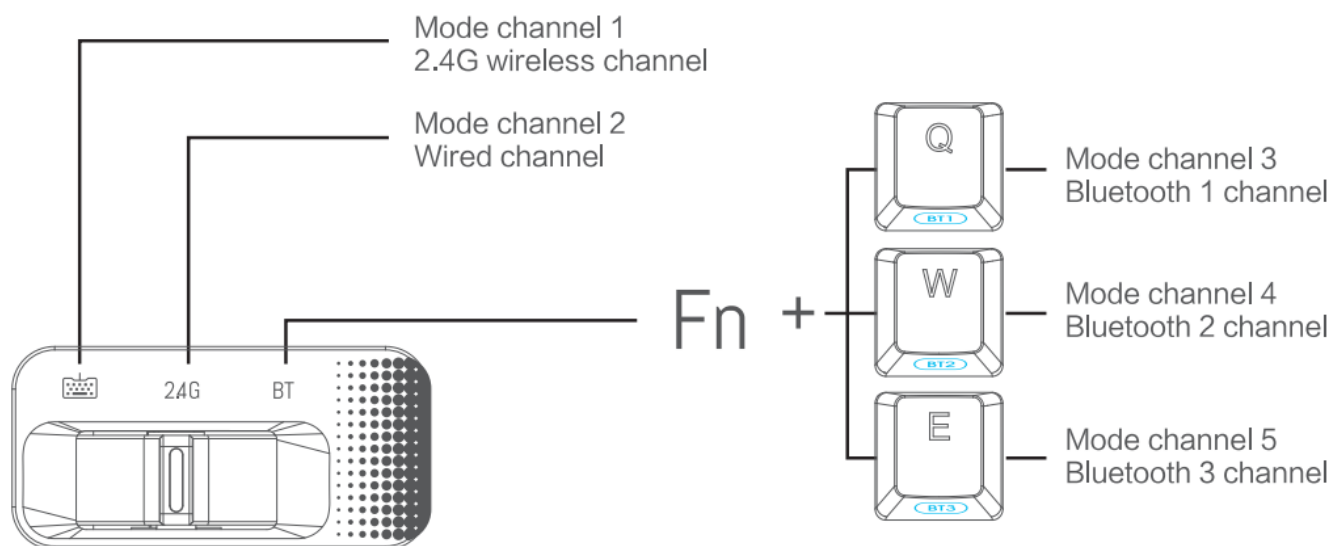 Mode channel 1
2.4G wireless channel
Mode channel 2
Wired channel
2.4G
BT
Fn +
Q
BT1
Mode channel 3
Bluetooth 1 channel
W
BT2
Mode channel 4
Bluetooth 2 channel
E
BT3
Mode channel 5
Bluetooth 3 channel